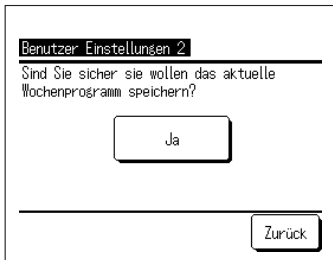 Benutzer Einstellungen 2
Sind Sie sicher sie wollen das aktuelle
Wochenprogramm speichern?
Ja
Zurück